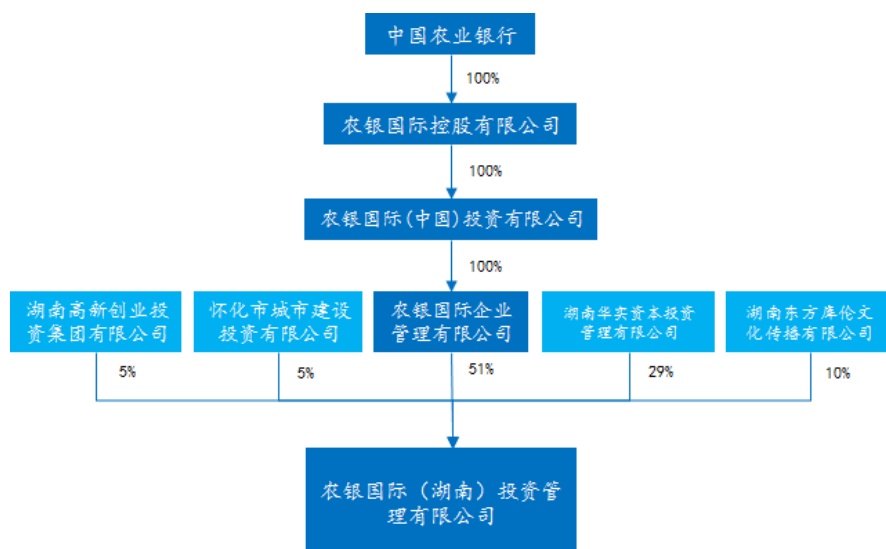 中国农业银行
100%
农银国际控股有限公司
100%
农银国际(中国)投资有限公司
100%
湖南高新创业投
资集团有限公司
怀化市城市建设
投资有限公司
农银国际企业
管理有限公司
湖南华实资本投资
管理有限公司
湖南东方库伦文
化传播有限公司
5%
5%
51%
29%
10%
农银国际（湖南）投资管
理有限公司